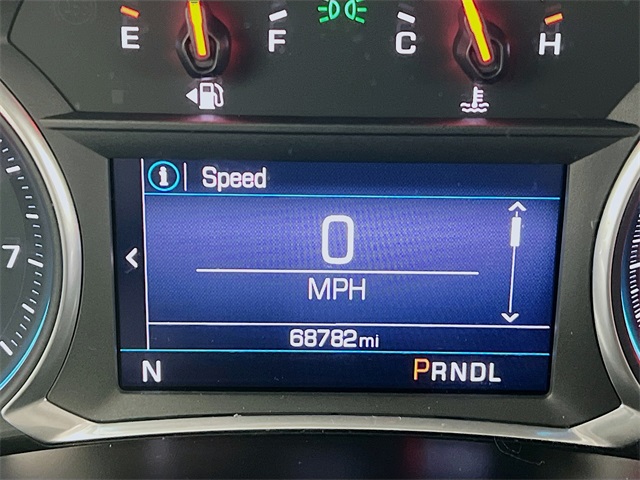 E F C H
Speed
0
MPH
68782mi
7
N PRNDL